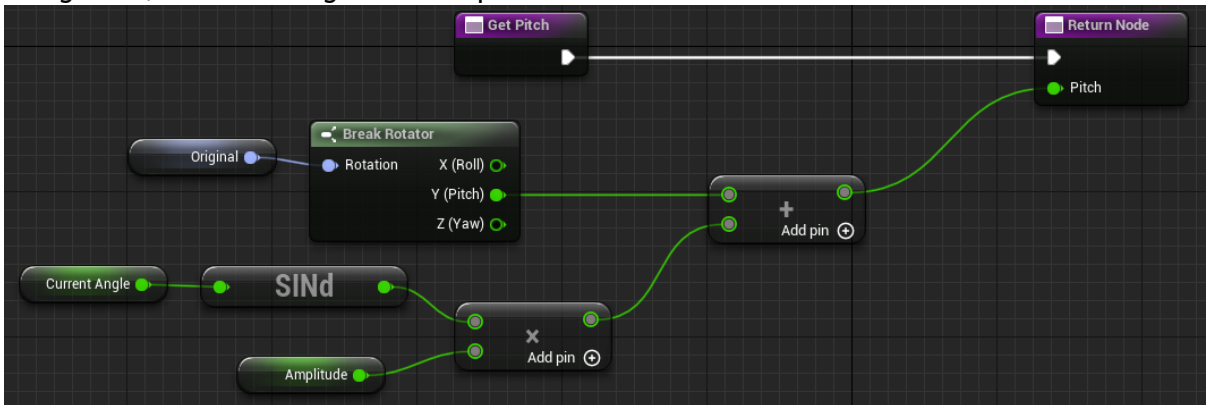 Get Pitch
Return Node
Pitch
Break Rotator
Original
Rotation
X (Roll)
Y (Pitch)
Z (Yaw)
+
Add pin
Current Angle
SINd
×
Add pin
Amplitude